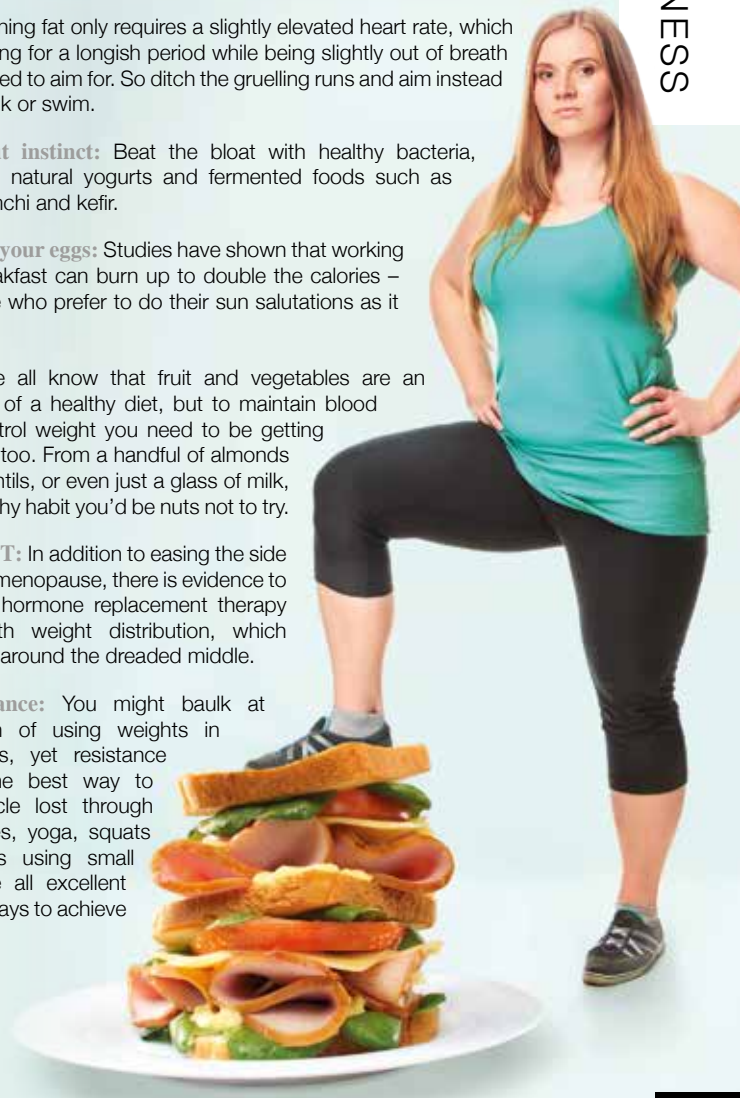 ning fat only requires a slightly elevated heart rate, which
ng for a longish period while being slightly out of breath
ed to aim for. So ditch the gruelling runs and aim instead
k or swim.
t instinct: Beat the bloat with healthy bacteria,
natural yogurts and fermented foods such as
nchi and kefir.
your eggs: Studies have shown that working
akfast can burn up to double the calories –
e who prefer to do their sun salutations as it
e all know that fruit and vegetables are an
of a healthy diet, but to maintain blood
trol weight you need to be getting
too. From a handful of almonds
ntils, or even just a glass of milk,
hy habit you'd be nuts not to try.
T: In addition to easing the side
menopause, there is evidence to
hormone replacement therapy
th weight distribution, which
around the dreaded middle.
ance: You might baulk at
n of using weights in
s, yet resistance
he best way to
cle lost through
es, yoga, squats
s using small
e all excellent
ays to achieve
NESS